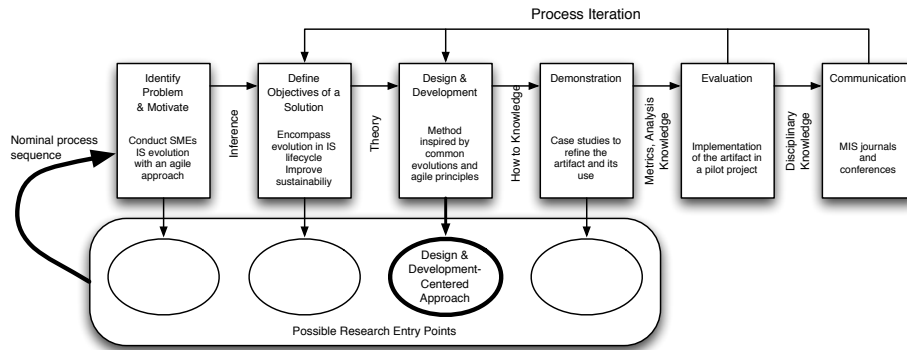 Process Iteration
Identify
Problem
& Motivate
Conduct SMEs
IS evolution
with an agile
approach
Inference
Define
Objectives of a
Solution
Encompass
evolution in IS
lifecycle
Improve
sustainabiliy
Theory
Design &
Development
Method
inspired by
common
evolutions and
agile principles
How to Knowledge
Demonstration
Case studies to
refine the
artifact and its
use
Metrics, Analysis
Knowledge
Evaluation
Implementation
of the artifact in
a pilot project
Disciplinary
Knowledge
Communication
MIS journals
and
conferences
Nominal process
sequence
Design &
Development-
Centered
Approach
Possible Research Entry Points